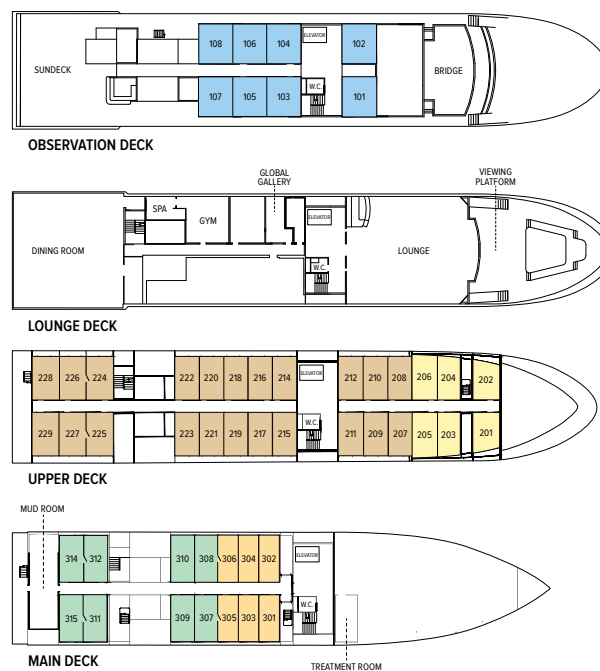 108 106 104 ELEVATOR 102
SUNDECK
BRIDGE
W.C.
107 105 103 101
OBSERVATION DECK
GLOBAL
GALLERY
VIEWING
PLATFORM
SPA
GYM
ELEVATOR
DINING ROOM
LOUNGE
W.C.
LOUNGE DECK
228 226 224 222 220 218 216 214 ELEVATOR 212 210 208 206 204 202
W.C.
229 227 225 223 221 219 217 215 211 209 207 205 203 201
UPPER DECK
MUD ROOM
314 312 310 308 306 304 302 ELEVATOR
W.C.
315 311 309 307 305 303 301
MAIN DECK
TREATMENT ROOM